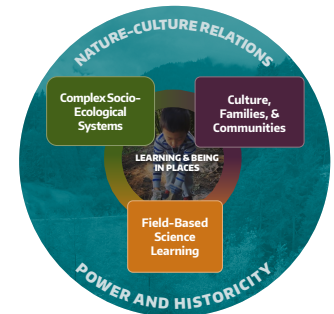 NATURE-CULTURE RELATIONS
Complex Socio-
Ecological
Systems
Culture,
Families, &
Communities
LEARNING & BEING
IN PLACES
Field-Based
Science
Learning
POWER AND HISTORICITY